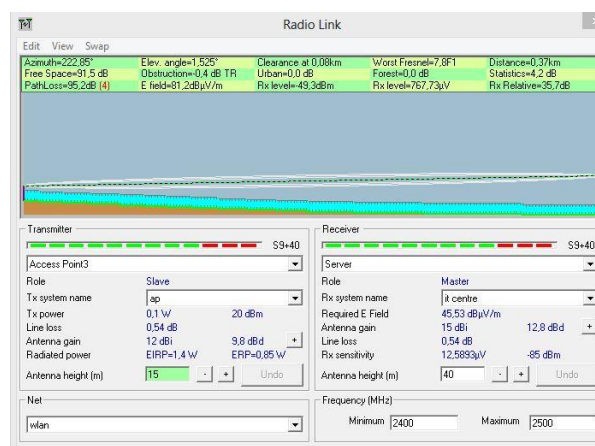 Radio Link
Edit View Swap
Azimuth=222,85° Elev. angle=1,525° Clearance at 0,08km Worst Fresnel=7,8F1 Distance=0,37km
Free Space=91,5 dB Obstruction=-0,4 dB TR Urban=0,0 dB Forest=0,0 dB Statistics=4,2 dB
PathLoss=95,2dB (4) E field=81,2dBµV/m Rx level=-49,3dBm Rx level=767,73µV Rx Relative=35,7dB
Transmitter
S9+40
Access Point3
Role Slave
Tx system name ap
Tx power 0,1 W 20 dBm
Line loss 0,54 dB
Antenna gain 12 dBi 9,8 dBd +
Radiated power EIRP=1,4 W ERP=0,85 W
Antenna height (m) 15 - + Undo
Net
wlan
Receiver
S9+40
Server
Role Master
Rx system name it centre
Required E Field 45,53 dBµV/m
Antenna gain 15 dBi 12,8 dBd +
Line loss 0,54 dB
Rx sensitivity 12,5893µV -85 dBm
Antenna height (m) 40 - + Undo
Frequency (MHz)
Minimum 2400 Maximum 2500